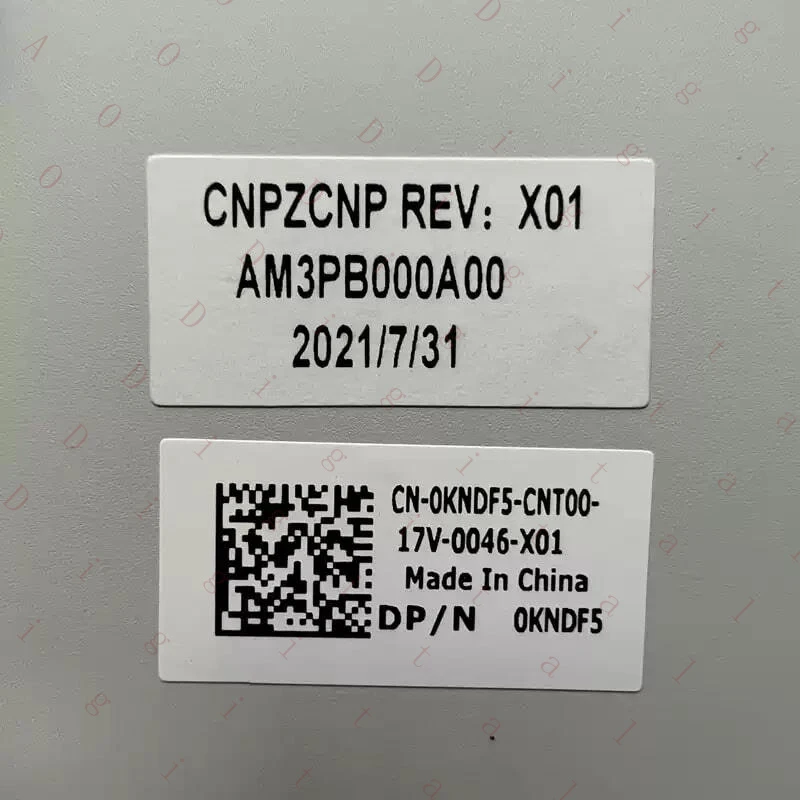 CNPZCNP REV: X01
AM3PB000A00
2021/7/31
CN-0KNDF5-CNT00-
17V-0046-X01
Made In China
DP/N 0KNDF5